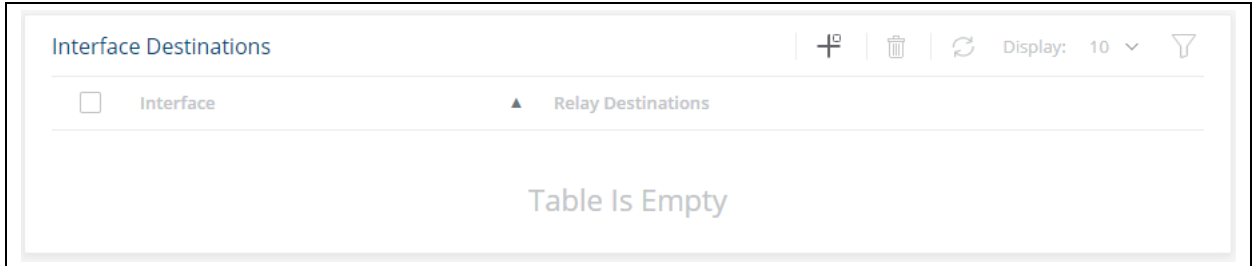 Interface Destinations Display: 10
Interface Relay Destinations
Table Is Empty